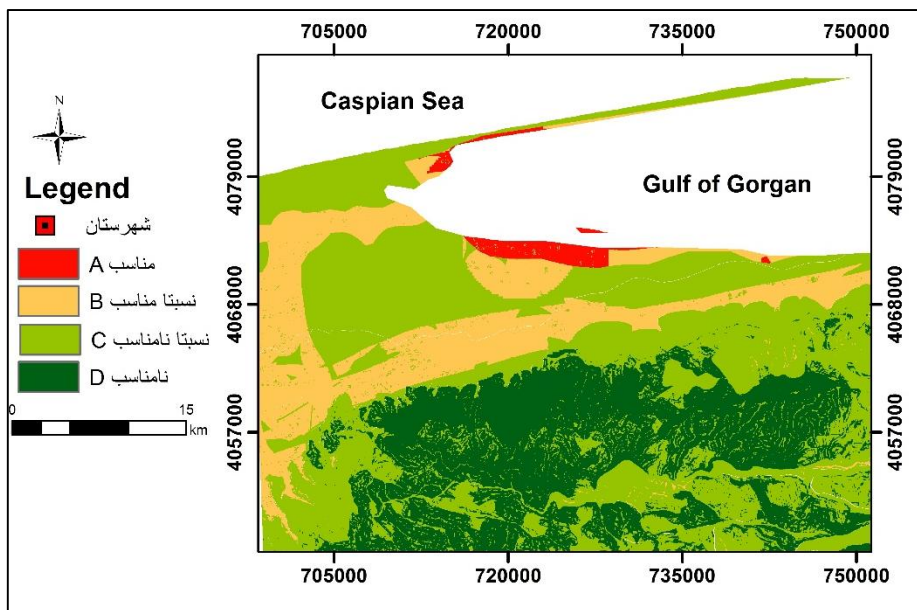 705000 720000 735000 750000
N
Caspian Sea
Gulf of Gorgan
4079000
4068000
4057000
4079000
4068000
4057000
Legend
شهرستان
مناسب A
نسبتا مناسب B
نسبتا نامناسب C
نامناسب D
0 15
km
705000 720000 735000 750000